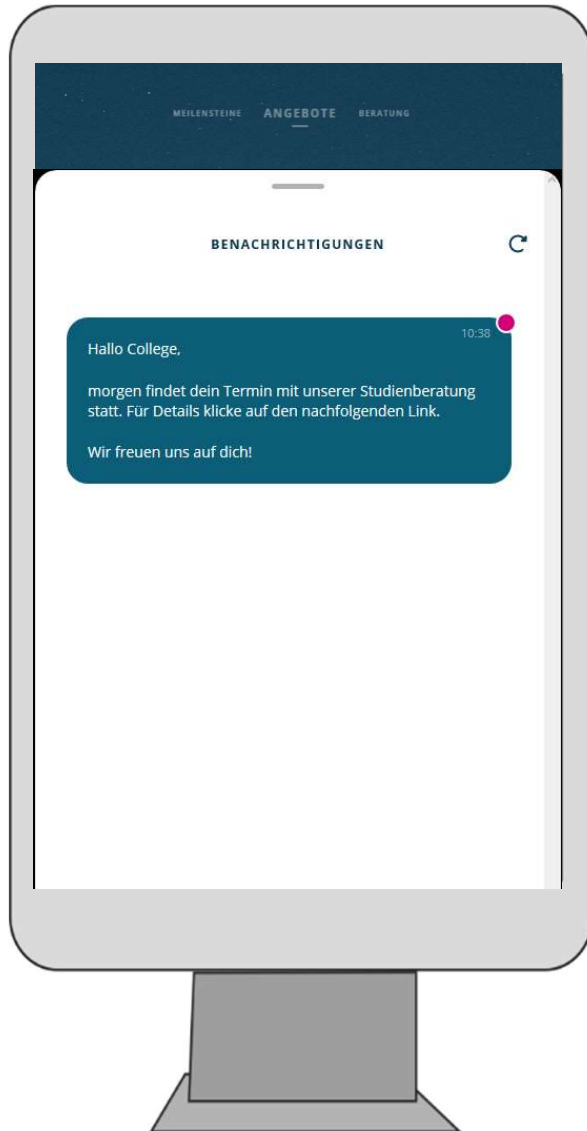 MEILENSTEINE ANGEBOTE BERATUNG
BENACHRICHTIGUNGEN
10:38
Hallo College,
morgen findet dein Termin mit unserer Studienberatung
statt. Für Details klicke auf den nachfolgenden Link.
Wir freuen uns auf dich!